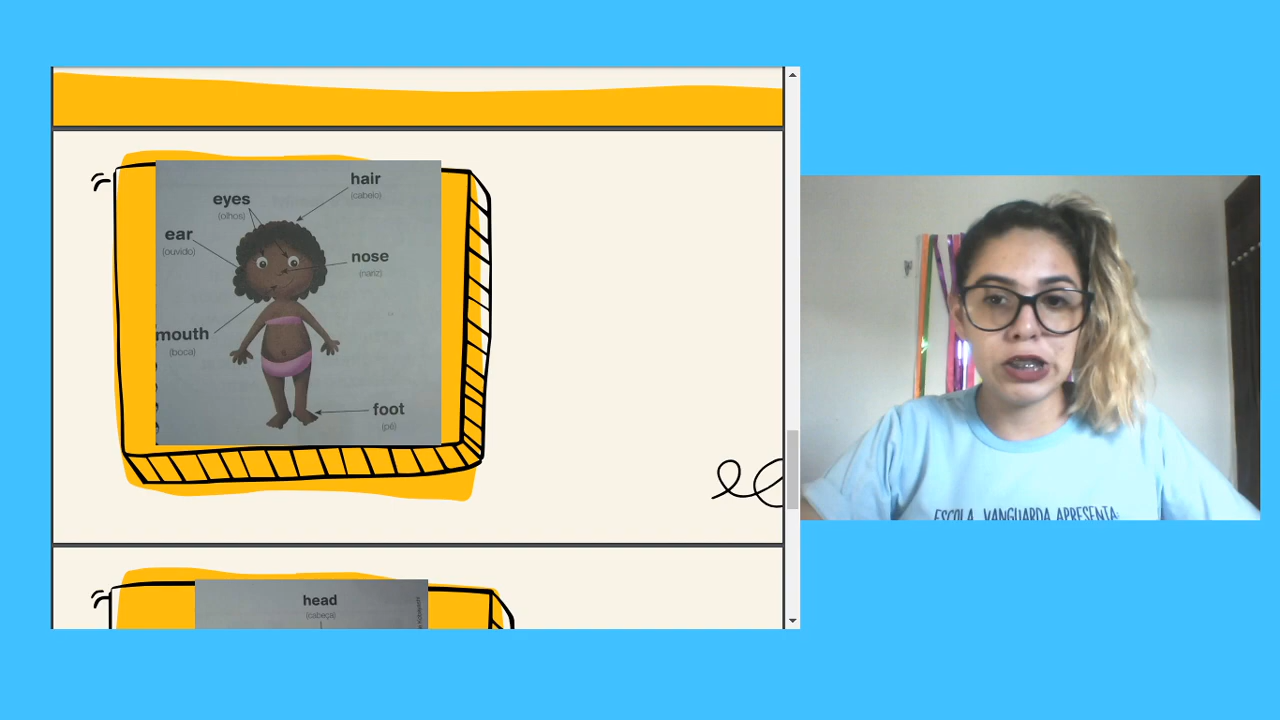 hair
(cabelo)
eyes
(olhos)
ear
(ouvido)
nose
(nariz)
mouth
(boca)
foot
(pé)
head
(cabeça)
ESCOLA VANGUARDA APRESENTA: